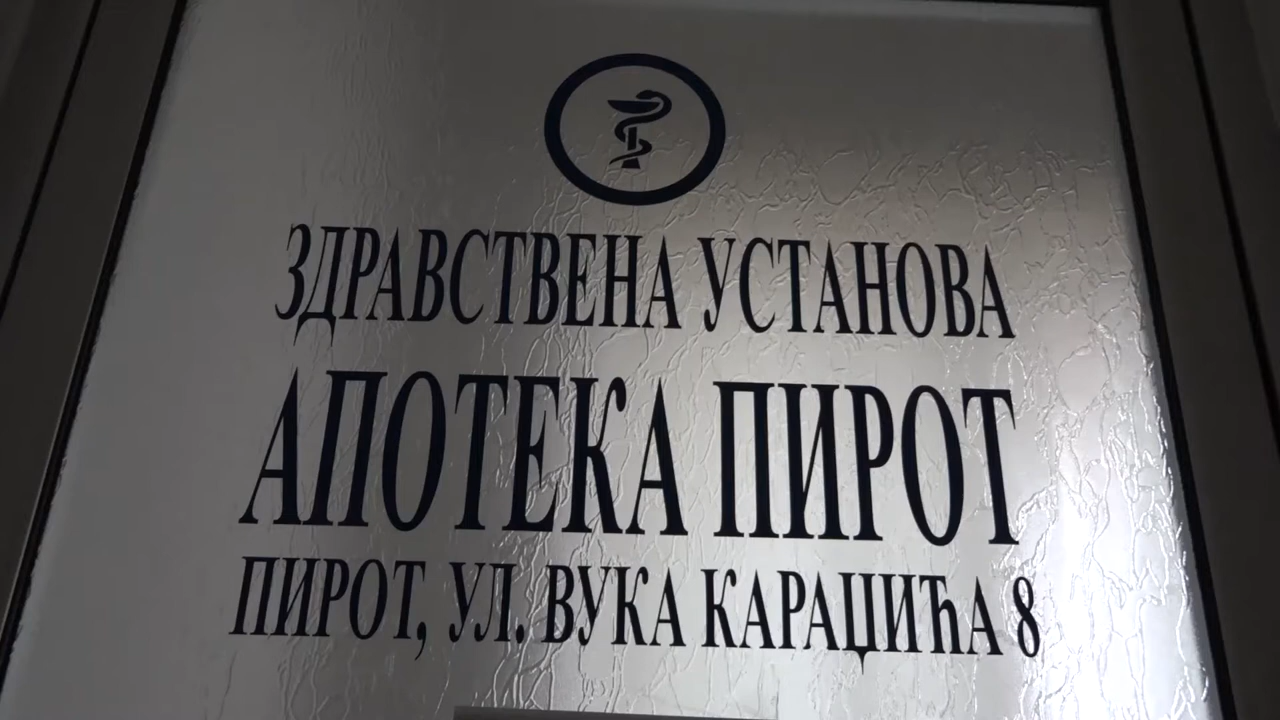 ЗДРАВСТВЕНА УСТАНОВА
АПОТЕКА ПИРОТ
ПИРОТ, УЛ. ВУКА КАРАЏИЋА 8